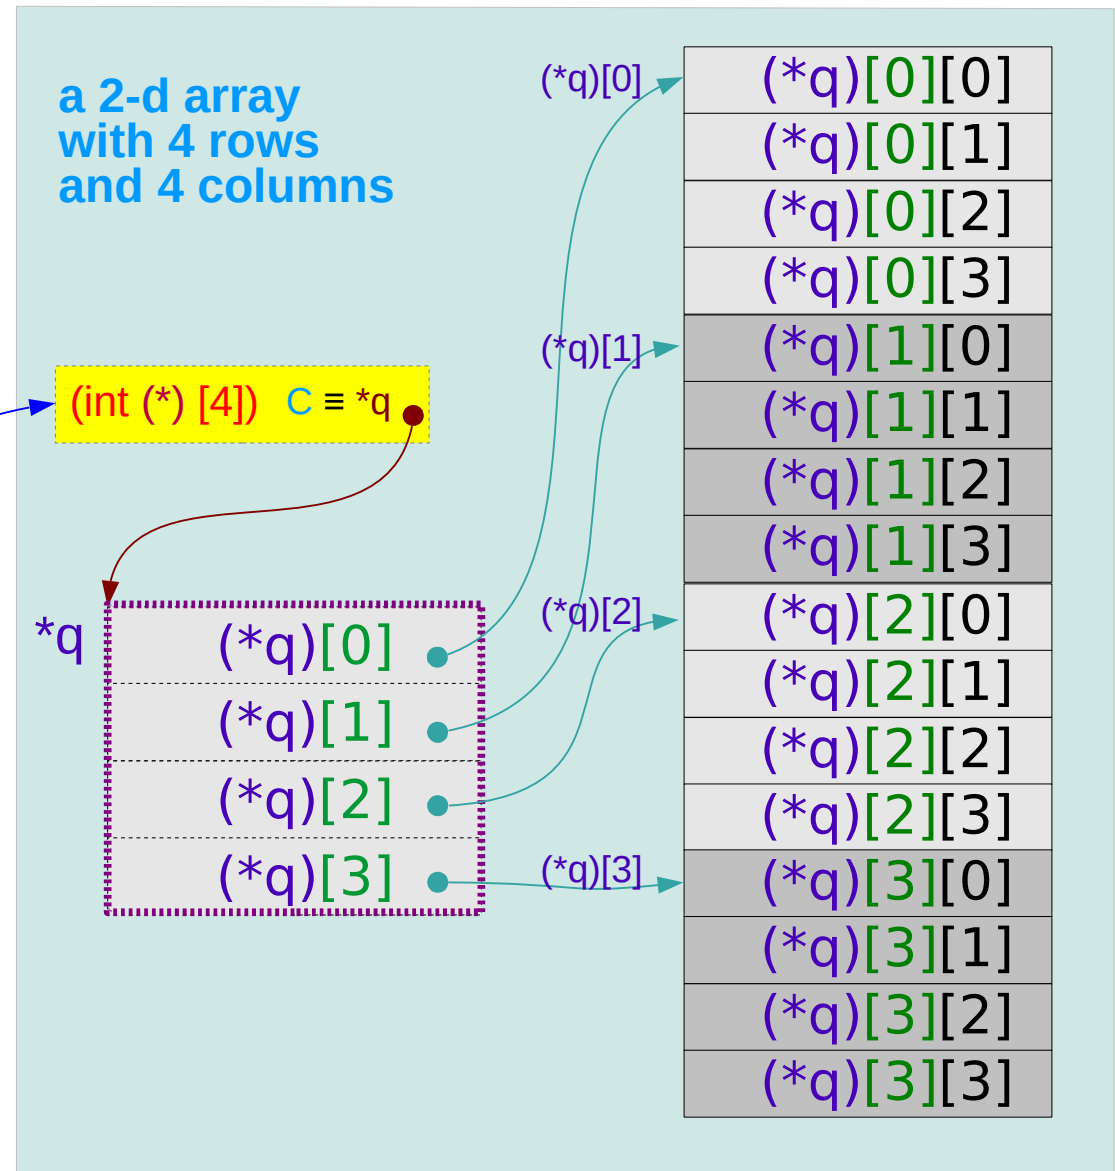 a 2-d array
with 4 rows
and 4 columns
(int (*) [4]) C ≡ *q
*q
(*q)[0]
(*q)[1]
(*q)[2]
(*q)[3]
(*q)[0]
(*q)[1]
(*q)[2]
(*q)[3]
(*q)[0][0]
(*q)[0][1]
(*q)[0][2]
(*q)[0][3]
(*q)[1][0]
(*q)[1][1]
(*q)[1][2]
(*q)[1][3]
(*q)[2][0]
(*q)[2][1]
(*q)[2][2]
(*q)[2][3]
(*q)[3][0]
(*q)[3][1]
(*q)[3][2]
(*q)[3][3]